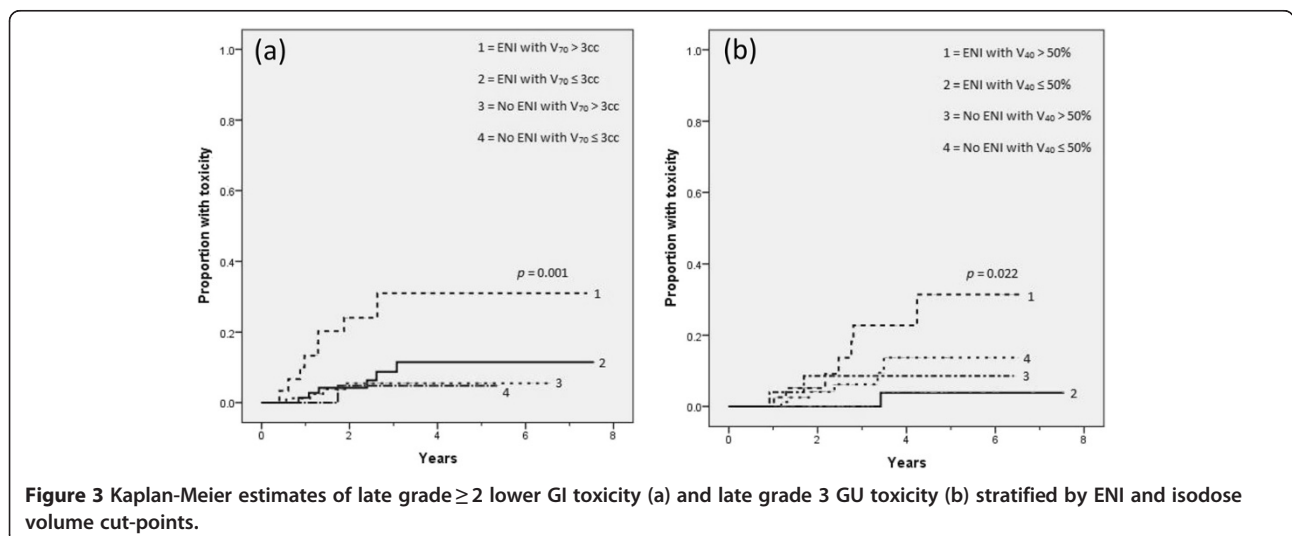 (a)
1 = ENI with V70 > 3cc
2 = ENI with V70 ≤ 3cc
3 = No ENI with V70 > 3cc
4 = No ENI with V70 ≤ 3cc
Proportion with toxicity
1.0
0.8
0.6
0.4
0.2
0.0
p = 0.001
1
2
3
4
0 2 4 6 8
Years
(b)
1 = ENI with V40 > 50%
2 = ENI with V40 ≤ 50%
3 = No ENI with V40 > 50%
4 = No ENI with V40 ≤ 50%
Proportion with toxicity
1.0
0.8
0.6
0.4
0.2
0.0
p = 0.022
1
4
3
2
0 2 4 6 8
Years
Figure 3 Kaplan-Meier estimates of late grade ≥ 2 lower GI toxicity (a) and late grade 3 GU toxicity (b) stratified by ENI and isodose
volume cut-points.